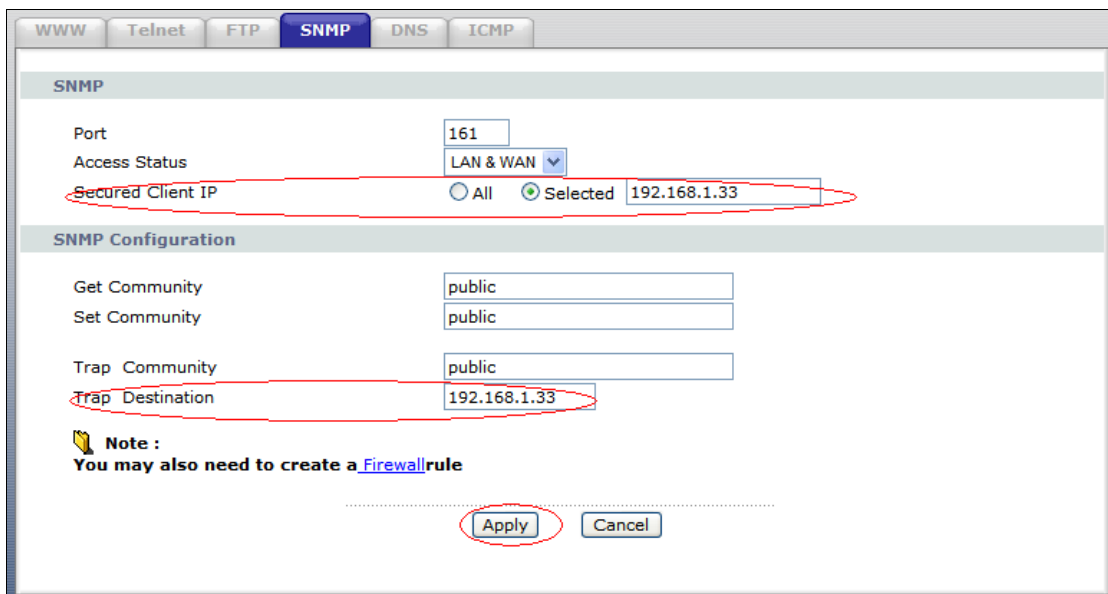 WWW Telnet FTP SNMP DNS ICMP
SNMP
Port 161
Access Status LAN & WAN
Secured Client IP All Selected 192.168.1.33
SNMP Configuration
Get Community public
Set Community public
Trap Community public
Trap Destination 192.168.1.33
Note :
You may also need to create a Firewallrule
Apply Cancel